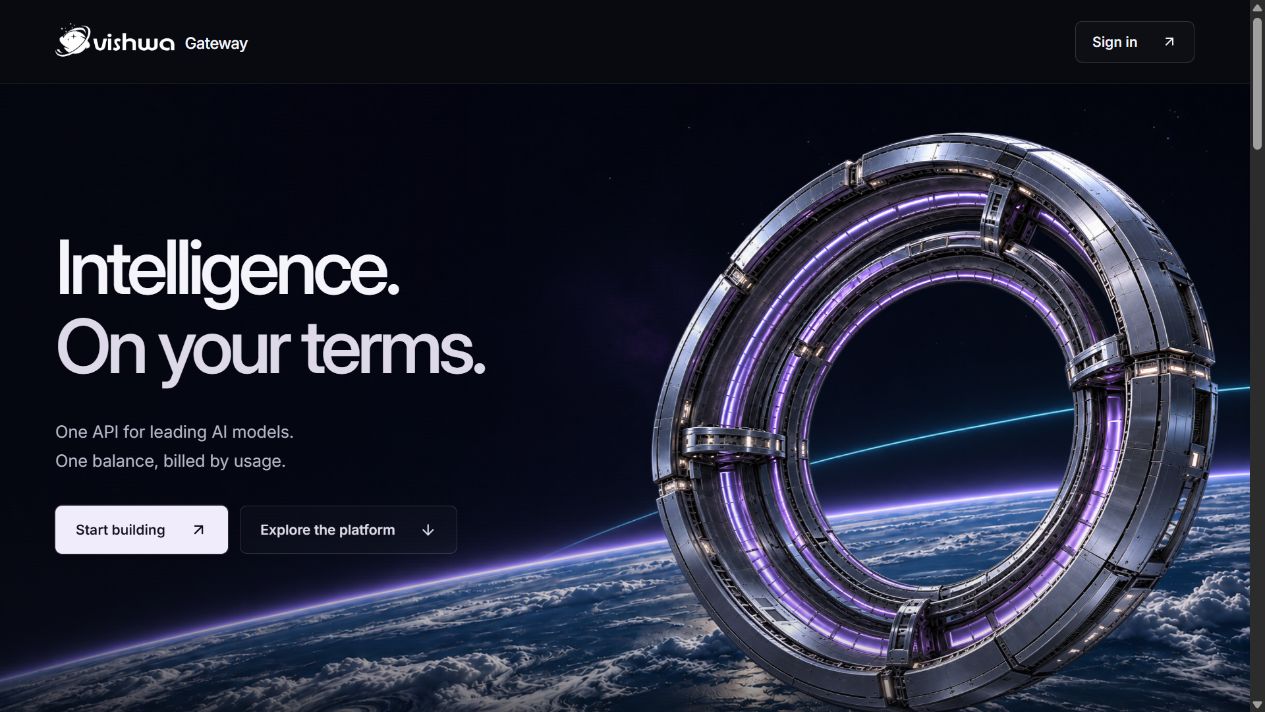 vishwa Gateway
Sign in
Intelligence.
On your terms.
One API for leading AI models.
One balance, billed by usage.
Start building
Explore the platform